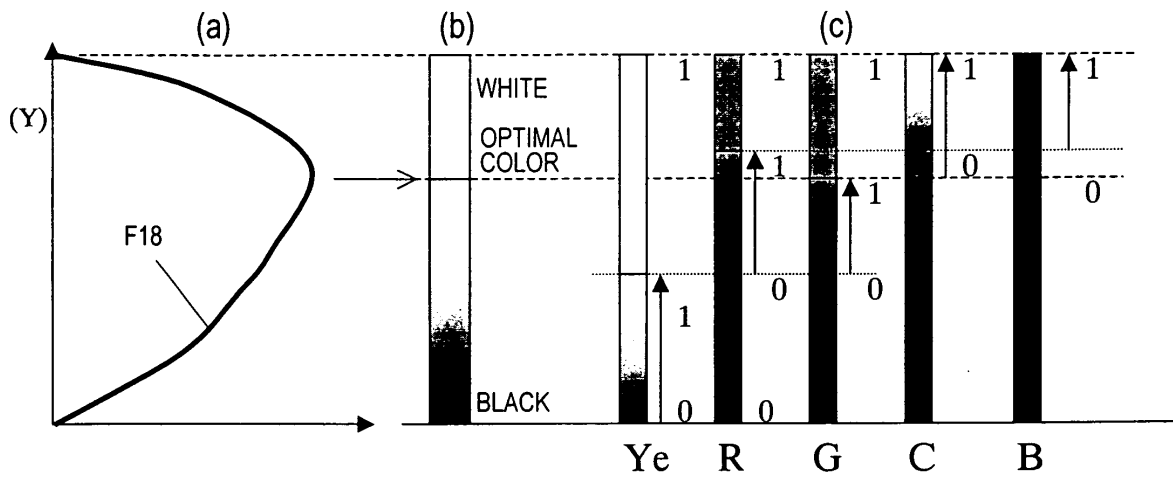 (a) (b) (c)
(Y)
WHITE
OPTIMAL
COLOR
F18
BLACK
1 1 1 1 1
1 0
1 0
0 0
1
0 0
Ye R G C B